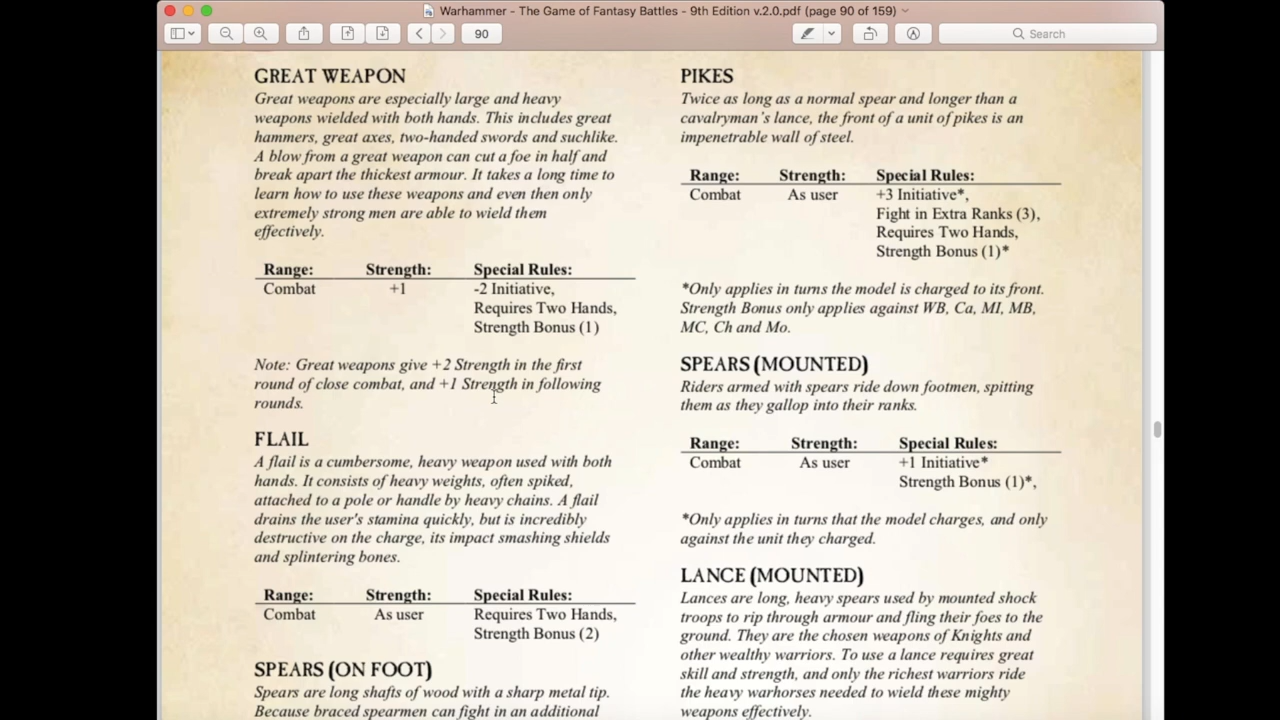 Warhammer - The Game of Fantasy Battles - 9th Edition v.2.0.pdf (page 90 of 159)
90
Search
GREAT WEAPON
Great weapons are especially large and heavy
weapons wielded with both hands. This includes great
hammers, great axes, two-handed swords and suchlike.
A blow from a great weapon can cut a foe in half and
break apart the thickest armour. It takes a long time to
learn how to use these weapons and even then only
extremely strong men are able to wield them
effectively.
Range: Strength: Special Rules:
Combat +1 -2 Initiative,
Requires Two Hands,
Strength Bonus (1)
Note: Great weapons give +2 Strength in the first
round of close combat, and +1 Strength in following
rounds.
FLAIL
A flail is a cumbersome, heavy weapon used with both
hands. It consists of heavy weights, often spiked,
attached to a pole or handle by heavy chains. A flail
drains the user's stamina quickly, but is incredibly
destructive on the charge, its impact smashing shields
and splintering bones.
Range: Strength: Special Rules:
Combat As user Requires Two Hands,
Strength Bonus (2)
SPEARS (ON FOOT)
Spears are long shafts of wood with a sharp metal tip.
Because braced spearmen can fight in an additional
PIKES
Twice as long as a normal spear and longer than a
cavalryman's lance, the front of a unit of pikes is an
impenetrable wall of steel.
Range: Strength: Special Rules:
Combat As user +3 Initiative*,
Fight in Extra Ranks (3),
Requires Two Hands,
Strength Bonus (1)*
*Only applies in turns the model is charged to its front.
Strength Bonus only applies against WB, Ca, MI, MB,
MC, Ch and Mo.
SPEARS (MOUNTED)
Riders armed with spears ride down footmen, spitting
them as they gallop into their ranks.
Range: Strength: Special Rules:
Combat As user +1 Initiative*
Strength Bonus (1)*,
*Only applies in turns that the model charges, and only
against the unit they charged.
LANCE (MOUNTED)
Lances are long, heavy spears used by mounted shock
troops to rip through armour and fling their foes to the
ground. They are the chosen weapons of Knights and
other wealthy warriors. To use a lance requires great
skill and strength, and only the richest warriors ride
the heavy warhorses needed to wield these mighty
weapons effectively.